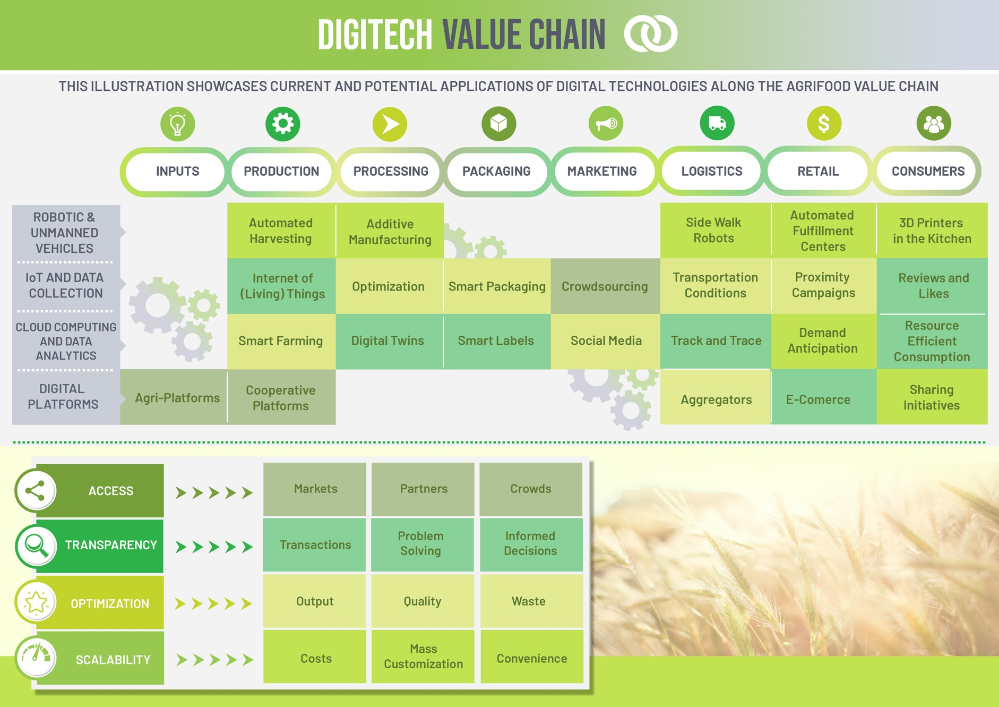 DIGITECH VALUE CHAIN
THIS ILLUSTRATION SHOWCASES CURRENT AND POTENTIAL APPLICATIONS OF DIGITAL TECHNOLOGIES ALONG THE AGRIFOOD VALUE CHAIN
INPUTS
PRODUCTION
PROCESSING
PACKAGING
MARKETING
LOGISTICS
RETAIL
CONSUMERS
ROBOTIC &
UNMANNED
VEHICLES
Automated
Harvesting
Additive
Manufacturing
Side Walk
Robots
Automated
Fulfillment
Centers
3D Printers
in the Kitchen
IoT AND DATA
COLLECTION
Internet of
(Living) Things
Optimization
Smart Packaging
Crowdsourcing
Transportation
Conditions
Proximity
Campaigns
Reviews and
Likes
CLOUD COMPUTING
AND DATA
ANALYTICS
Smart Farming
Digital Twins
Smart Labels
Social Media
Track and Trace
Demand
Anticipation
Resource
Efficient
Consumption
DIGITAL
PLATFORMS
Agri-Platforms
Cooperative
Platforms
Aggregators
E-Comerce
Sharing
Initiatives
ACCESS
Markets
Partners
Crowds
TRANSPARENCY
Transactions
Problem
Solving
Informed
Decisions
OPTIMIZATION
Output
Quality
Waste
SCALABILITY
Costs
Mass
Customization
Convenience